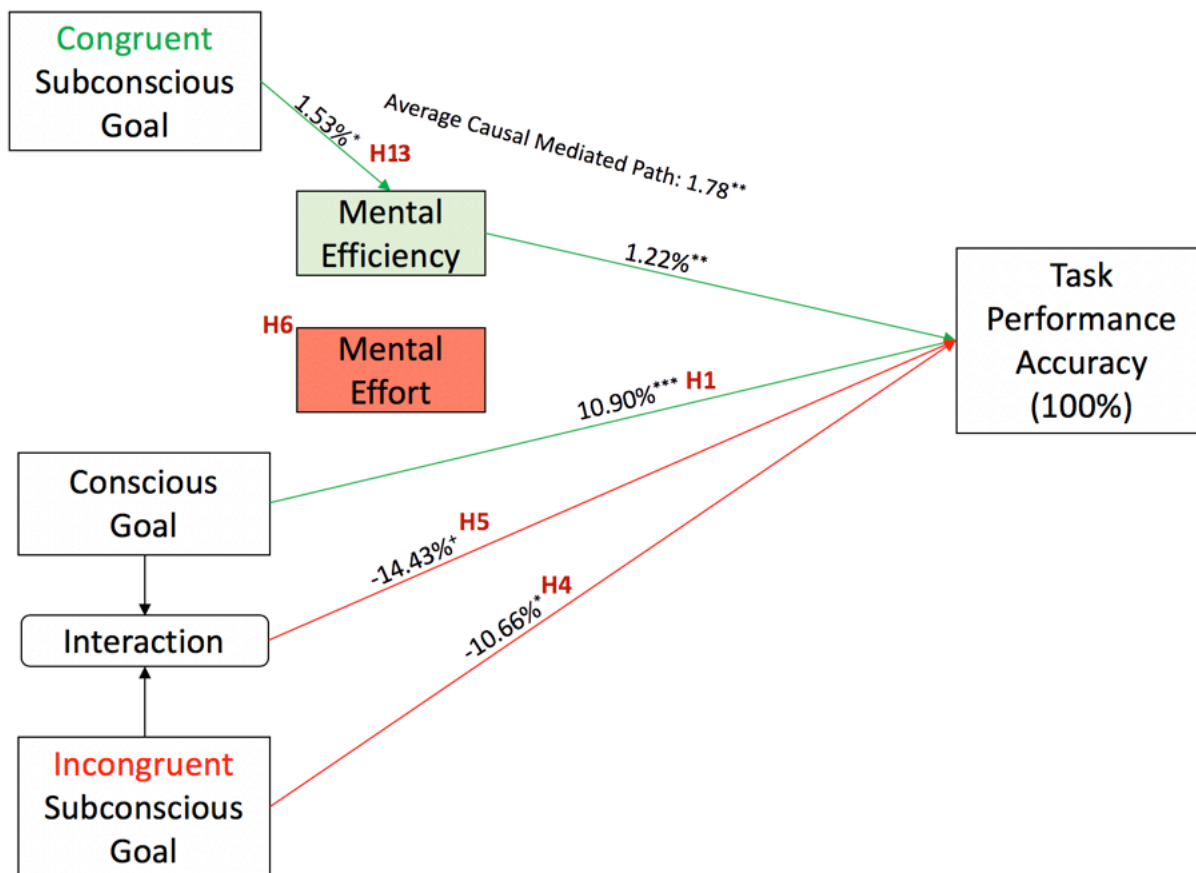 Congruent
Subconscious
Goal
1.53%*
H13
Average Causal Mediated Path: 1.78**
Mental
Efficiency
1.22%**
Task
Performance
Accuracy
(100%)
H6
Mental
Effort
10.90%***
H1
Conscious
Goal
-14.43%+
H5
-10.66%*
H4
Interaction
Incongruent
Subconscious
Goal